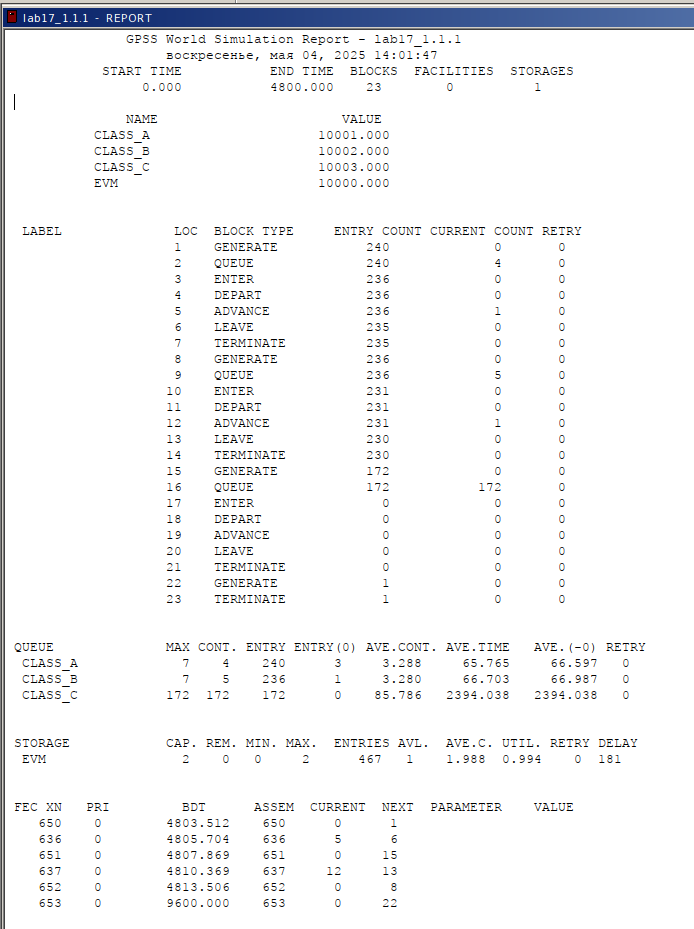 lab17_1.1.1 - REPORT
GPSS World Simulation Report - lab17_1.1.1
воскресенье, мая 04, 2025 14:01:47
START TIME END TIME BLOCKS FACILITIES STORAGES
0.000 4800.000 23 0 1
NAME VALUE
CLASS_A 10001.000
CLASS_B 10002.000
CLASS_C 10003.000
EVM 10000.000
LABEL LOC BLOCK TYPE ENTRY COUNT CURRENT COUNT RETRY
1 GENERATE 240 0 0
2 QUEUE 240 4 0
3 ENTER 236 0 0
4 DEPART 236 0 0
5 ADVANCE 236 1 0
6 LEAVE 235 0 0
7 TERMINATE 235 0 0
8 GENERATE 236 0 0
9 QUEUE 236 5 0
10 ENTER 231 0 0
11 DEPART 231 0 0
12 ADVANCE 231 1 0
13 LEAVE 230 0 0
14 TERMINATE 230 0 0
15 GENERATE 172 0 0
16 QUEUE 172 172 0
17 ENTER 0 0 0
18 DEPART 0 0 0
19 ADVANCE 0 0 0
20 LEAVE 0 0 0
21 TERMINATE 0 0 0
22 GENERATE 1 0 0
23 TERMINATE 1 0 0
QUEUE MAX CONT. ENTRY ENTRY(0) AVE.CONT. AVE.TIME AVE.(-0) RETRY
CLASS_A 7 4 240 3 3.288 65.765 66.597 0
CLASS_B 7 5 236 1 3.280 66.703 66.987 0
CLASS_C 172 172 172 0 85.786 2394.038 2394.038 0
STORAGE CAP. REM. MIN. MAX. ENTRIES AVL. AVE.C. UTIL. RETRY DELAY
EVM 2 0 0 2 467 1 1.988 0.994 0 181
FEC XN PRI BDT ASSEM CURRENT NEXT PARAMETER VALUE
650 0 4803.512 650 0 1
636 0 4805.704 636 5 6
651 0 4807.869 651 0 15
637 0 4810.369 637 12 13
652 0 4813.506 652 0 8
653 0 9600.000 653 0 22